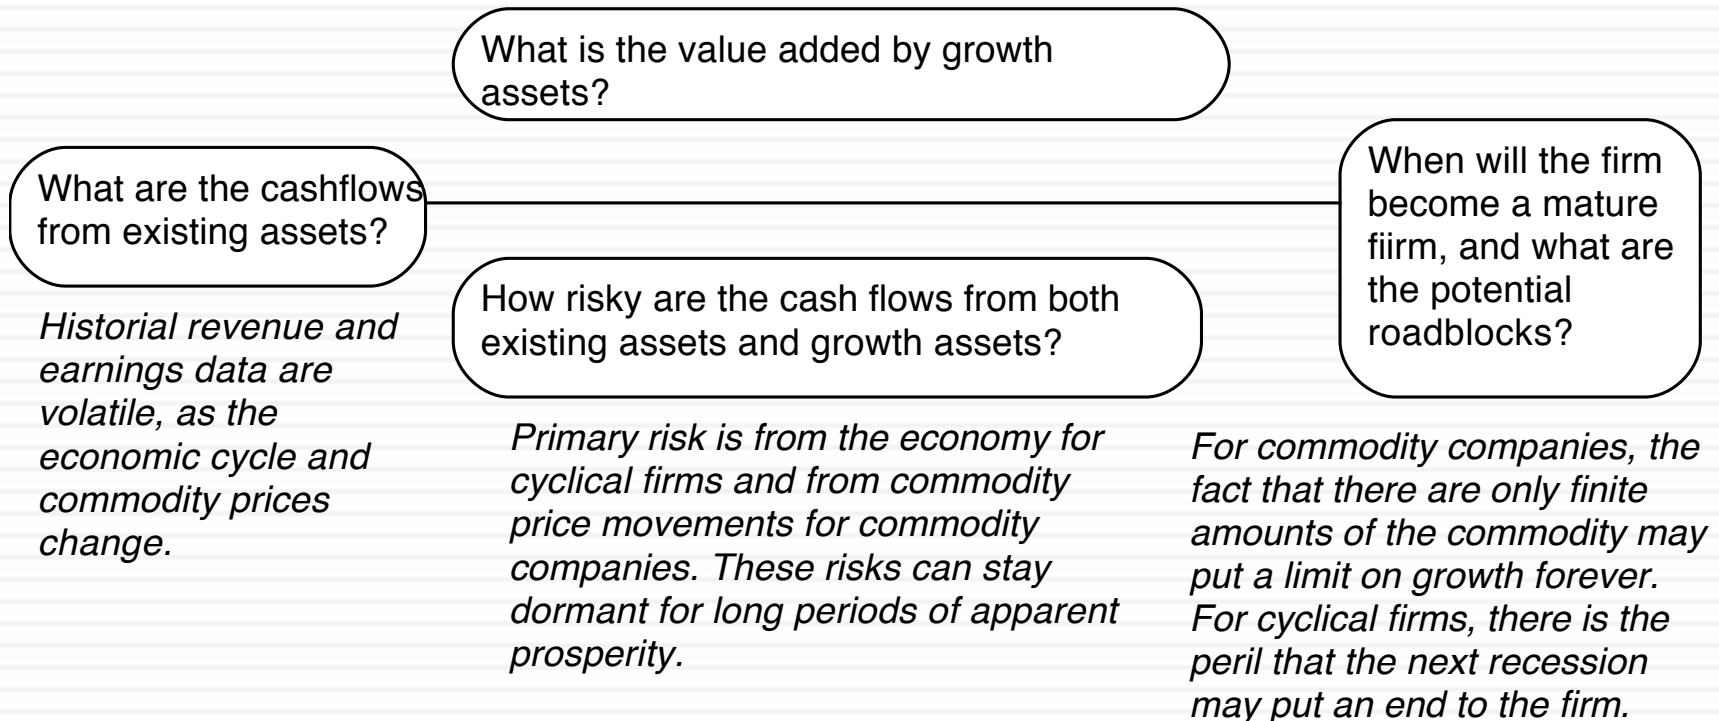 What is the value added by growth
assets?
What are the cashflows
from existing assets?
Historial revenue and
earnings data are
volatile, as the
economic cycle and
commodity prices
change.
How risky are the cash flows from both
existing assets and growth assets?
Primary risk is from the economy for
cyclical firms and from commodity
price movements for commodity
companies. These risks can stay
dormant for long periods of apparent
prosperity.
When will the firm
become a mature
fiirm, and what are
the potential
roadblocks?
For commodity companies, the
fact that there are only finite
amounts of the commodity may
put a limit on growth forever.
For cyclical firms, there is the
peril that the next recession
may put an end to the firm.